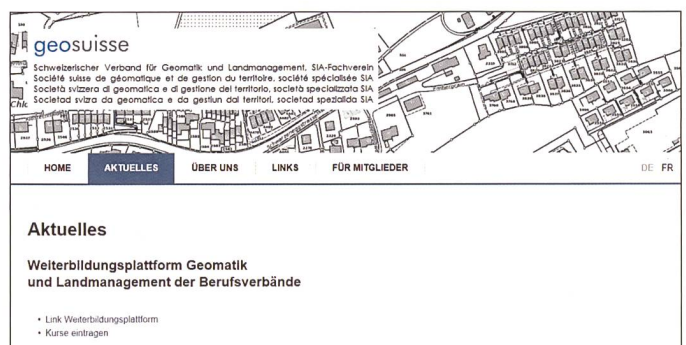 geosuisse
Schweizerischer Verband für Geomatik und Landmanagement, SIA-Fachverein
Société suisse de géomatique et de gestion du territoire, société spécialisée SIA
Società svizzera di geomatica e di gestione del territorio, società specializzata SIA
Societad svizra da geomatica e da gestiun dal territori, societad spezialida SIA
HOME AKTUELLES ÜBER UNS LINKS FÜR MITGLIEDER DE FR
Aktuelles
Weiterbildungsplattform Geomatik
und Landmanagement der Berufsverbände
• Link Weiterbildungsplattform
• Kurse eintragen